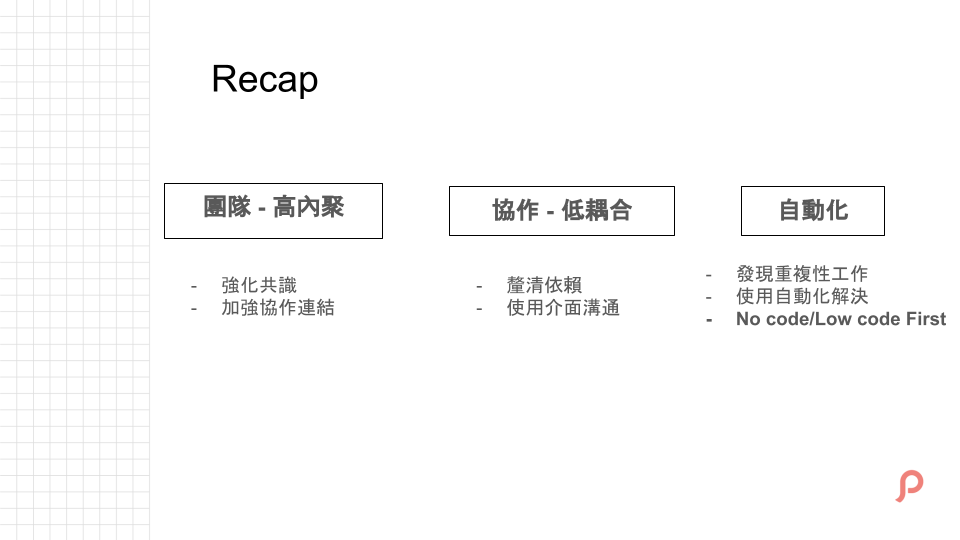 Recap
團隊 - 高內聚
- 強化共識
- 加強協作連結
協作 - 低耦合
- 釐清依賴
- 使用介面溝通
自動化
- 發現重複性工作
- 使用自動化解決
- No code/Low code First